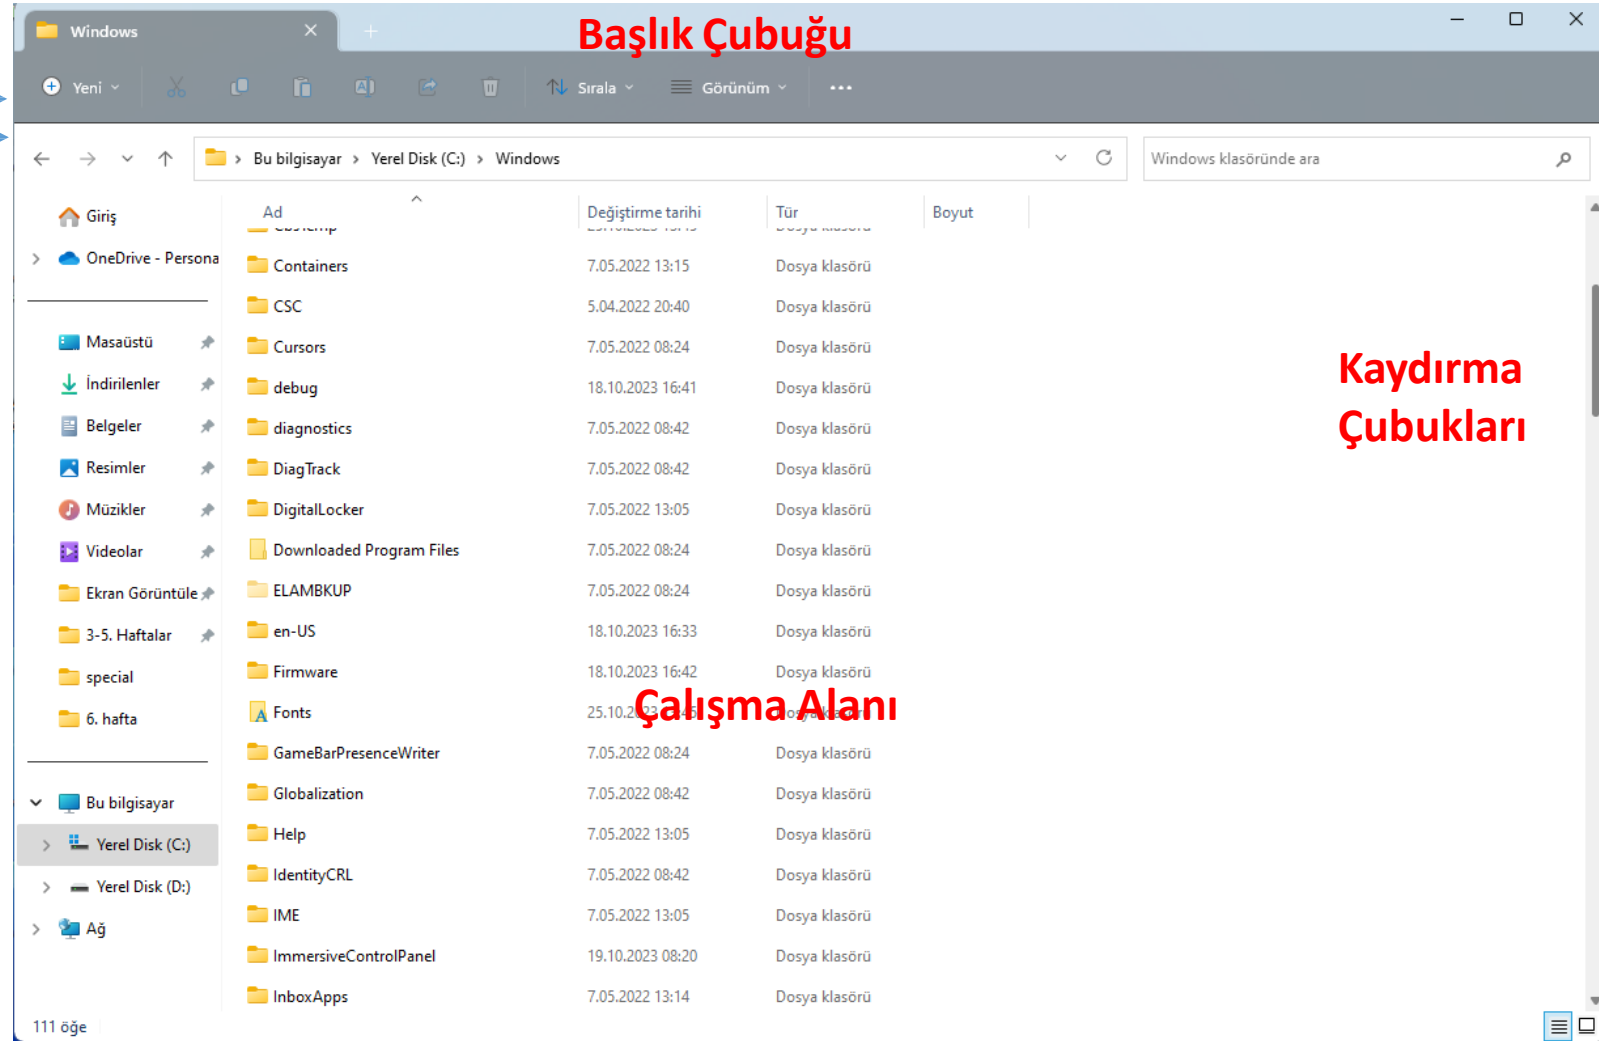 Windows
Başlık Çubuğu
Yeni
Sırala
Görünüm
Bu bilgisayar > Yerel Disk (C:) > Windows
Windows klasöründe ara
Ad Değiştirme tarihi Tür Boyut
Giriş
OneDrive - Persona
Masaüstü
İndirilenler
Belgeler
Resimler
Müzikler
Videolar
Ekran Görüntüle
3-5. Haftalar
special
6. hafta
Bu bilgisayar
Yerel Disk (C:)
Yerel Disk (D:)
Ağ
Containers 7.05.2022 13:15 Dosya klasörü
CSC 5.04.2022 20:40 Dosya klasörü
Cursors 7.05.2022 08:24 Dosya klasörü
debug 18.10.2023 16:41 Dosya klasörü
diagnostics 7.05.2022 08:42 Dosya klasörü
DiagTrack 7.05.2022 08:42 Dosya klasörü
DigitalLocker 7.05.2022 13:05 Dosya klasörü
Downloaded Program Files 7.05.2022 08:24 Dosya klasörü
ELAMBKUP 7.05.2022 08:24 Dosya klasörü
en-US 18.10.2023 16:33 Dosya klasörü
Firmware 18.10.2023 16:42 Dosya klasörü
Fonts
Çalışma Alanı
GameBarPresenceWriter 7.05.2022 08:24 Dosya klasörü
Globalization 7.05.2022 08:42 Dosya klasörü
Help 7.05.2022 13:05 Dosya klasörü
IdentityCRL 7.05.2022 08:42 Dosya klasörü
IME 7.05.2022 13:05 Dosya klasörü
ImmersiveControlPanel 19.10.2023 08:20 Dosya klasörü
InboxApps 7.05.2022 13:14 Dosya klasörü
Kaydırma
Çubukları
111 öğe